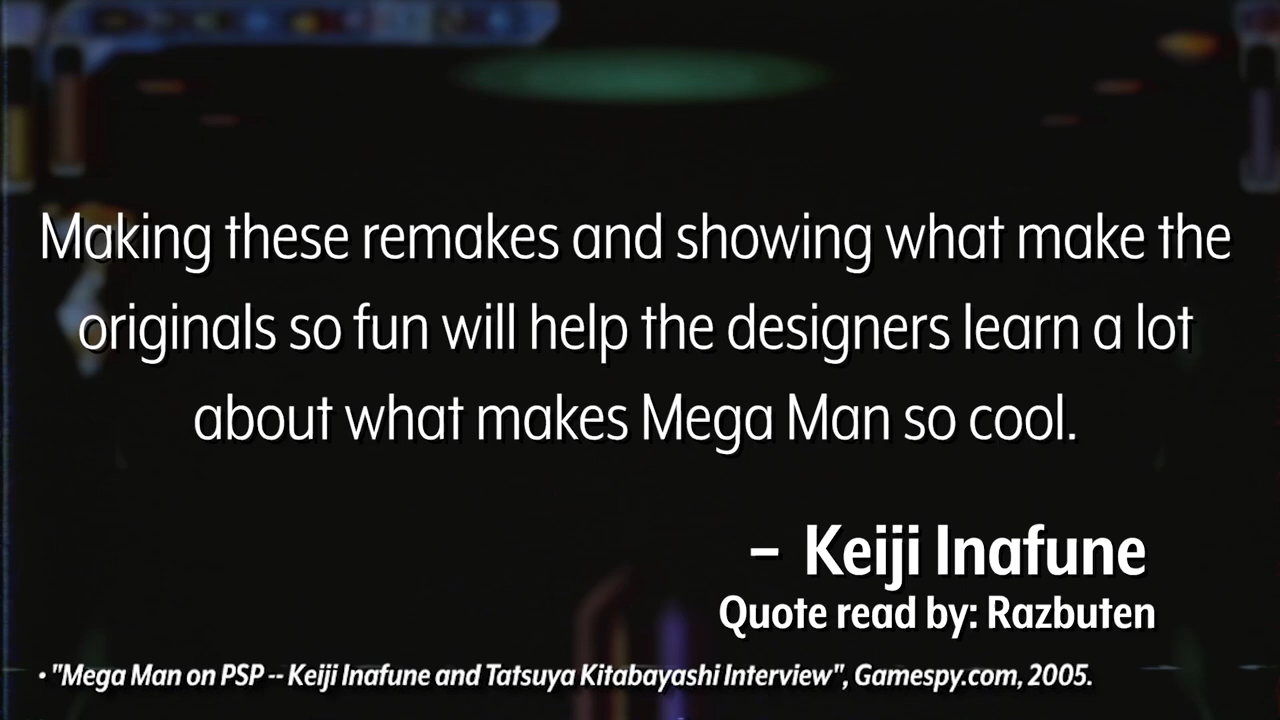 Making these remakes and showing what make the
originals so fun will help the designers learn a lot
about what makes Mega Man so cool.
– Keiji Inafune
Quote read by: Razbuten
• "Mega Man on PSP -- Keiji Inafune and Tatsuya Kitabayashi Interview", Gamespy.com, 2005.